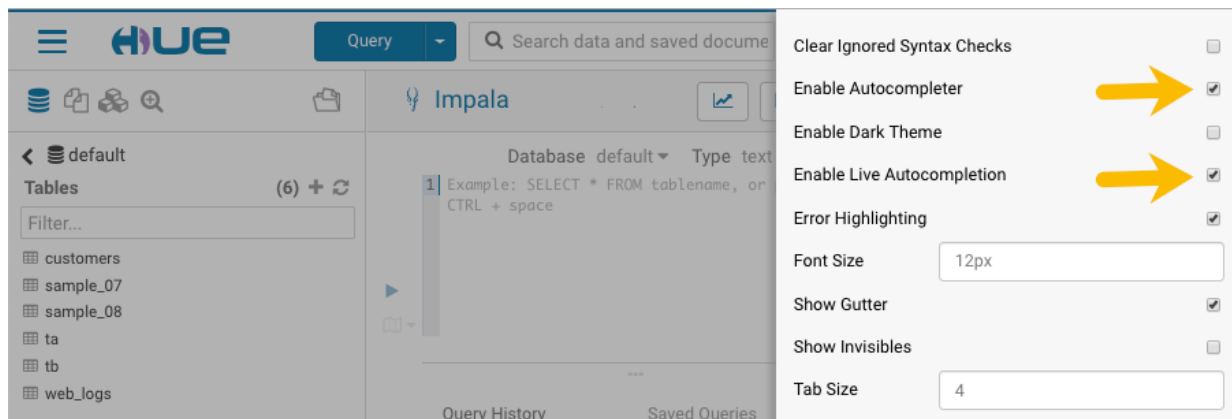 HUE
Query
Search data and saved docume
Impala
default
Database default Type text
Tables (6)
1 Example: SELECT * FROM tablename, or
CTRL + space
Filter...
customers
sample_07
sample_08
ta
tb
web_logs
Query History Saved Queries
Clear Ignored Syntax Checks
Enable Autocompleter
Enable Dark Theme
Enable Live Autocompletion
Error Highlighting
Font Size 12px
Show Gutter
Show Invisibles
Tab Size 4